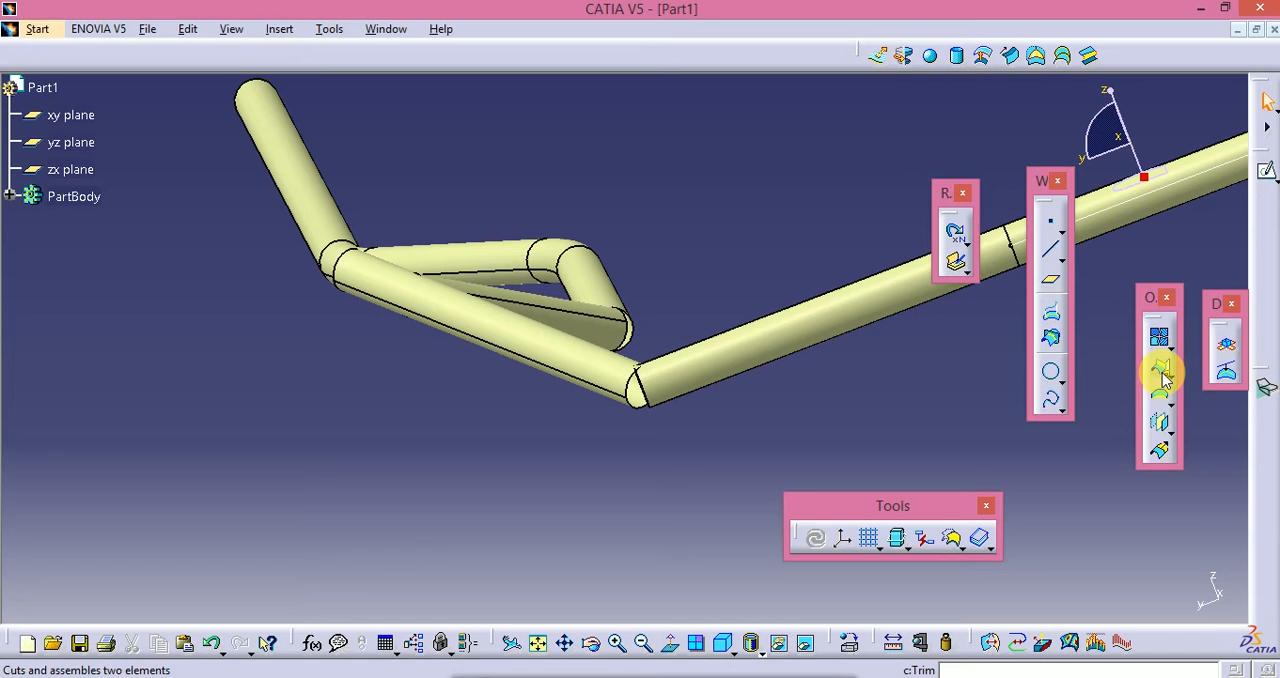 CATIA V5 - [Part1]
Start ENOVIA V5 File Edit View Insert Tools Window Help
Part1
xy plane
yz plane
zx plane
PartBody
z
x
y
R.
W
O.
D
Tools
z
y x
f(x)
CATIA
Cuts and assembles two elements
c:Trim